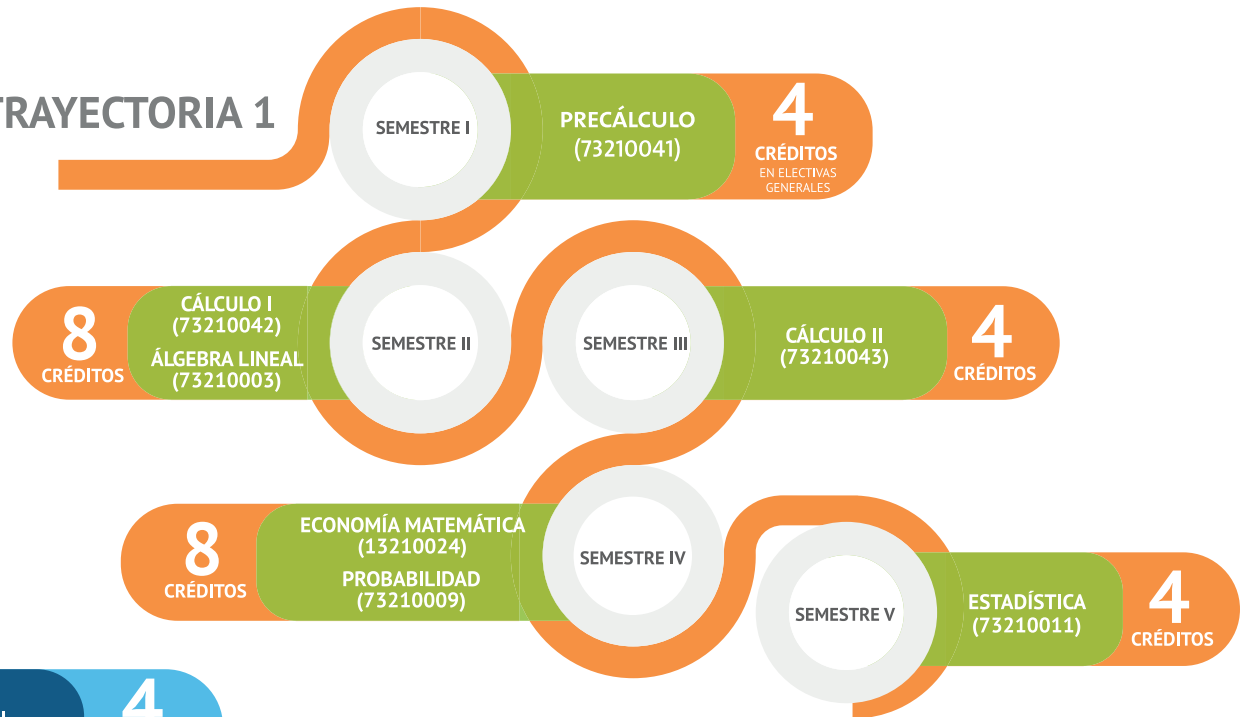 TRAYECTORIA 1
SEMESTRE I
PRECÁLCULO
(73210041)
4
CRÉDITOS
EN ELECTIVAS
GENERALES
8
CRÉDITOS
CÁLCULO I
(73210042)
ÁLGEBRA LINEAL
(73210003)
SEMESTRE II
SEMESTRE III
CÁLCULO II
(73210043)
4
CRÉDITOS
8
CRÉDITOS
ECONOMÍA MATEMÁTICA
(13210024)
PROBABILIDAD
(73210009)
SEMESTRE IV
SEMESTRE V
ESTADÍSTICA
(73210011)
4
CRÉDITOS
4